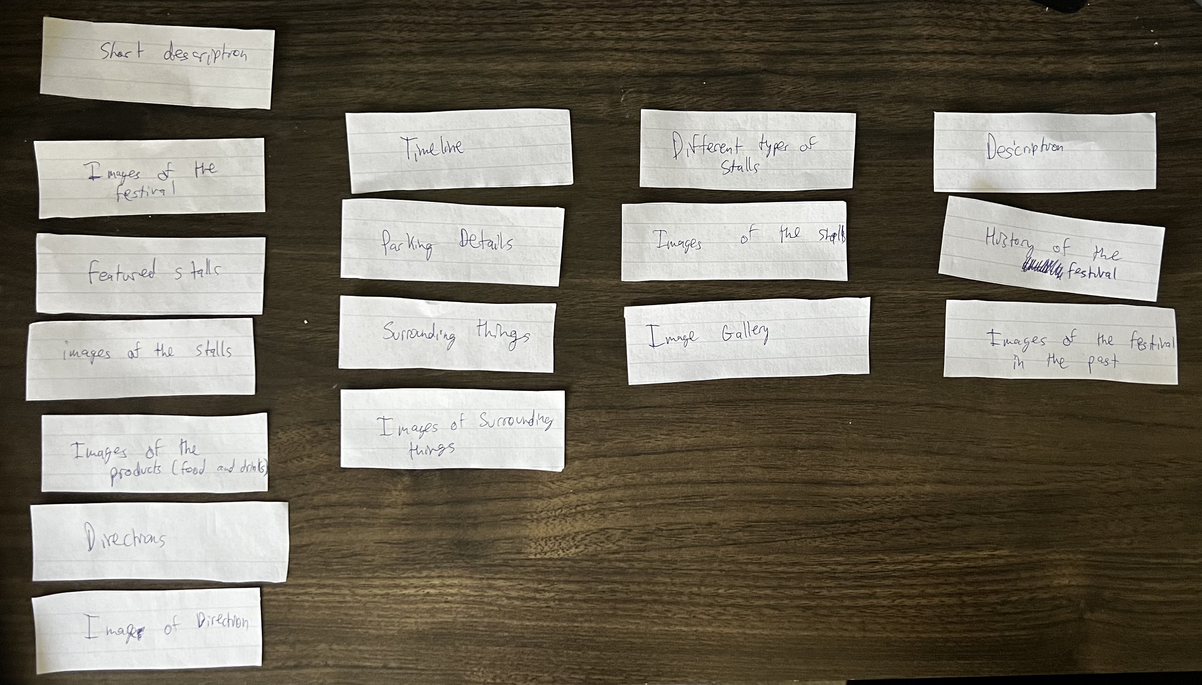 Short description
Images of the
festival
featured stalls
images of the stalls
Images of the
products (food and drinks)
Directions
Image of Direction
Timeline
Parking Details
Surrounding things
Images of Surrounding
things
Different types of
Stalls
Images of the stalls
Image Gallery
Description
History of the
festival
Images of the festival
in the past